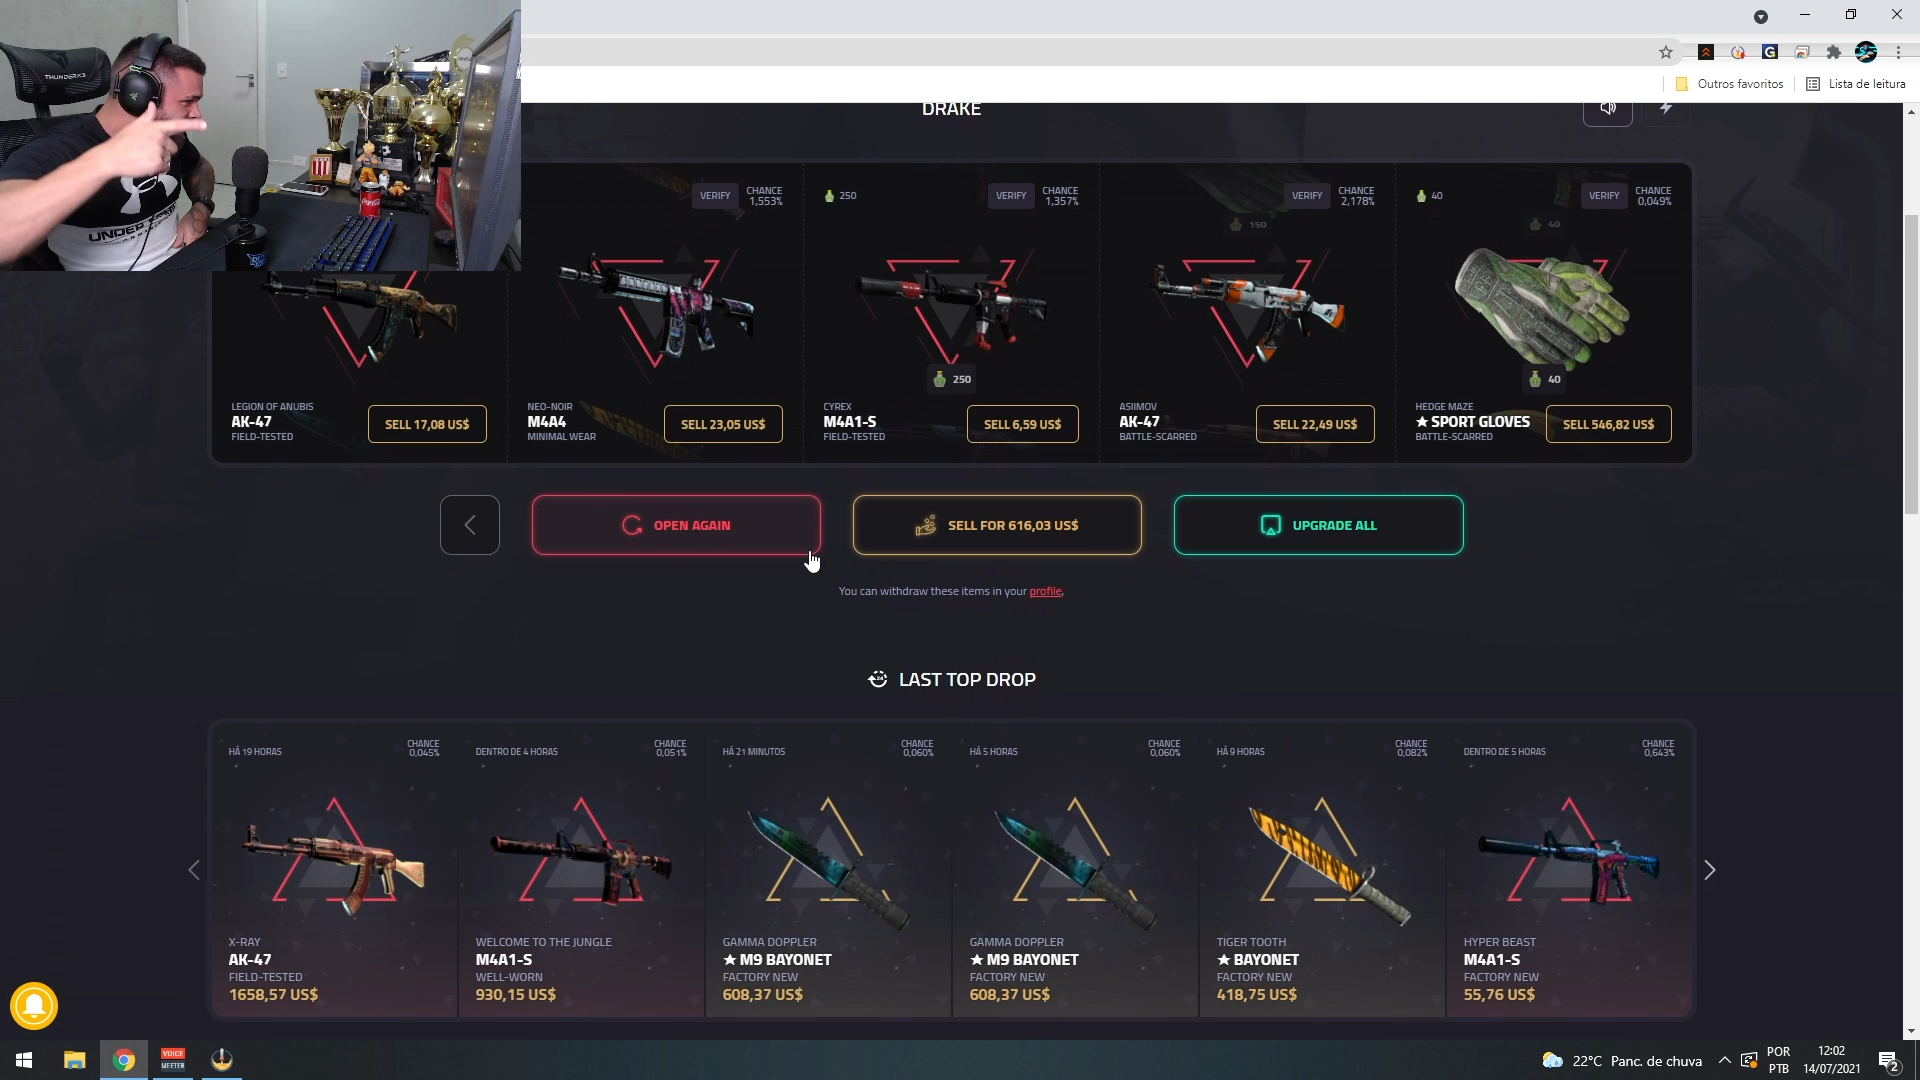 THUNDERX3
UNDER
Coca-Cola
Outros favoritos
Lista de leitura
DRAKE
VERIFY
CHANCE
1,553%
250
VERIFY
CHANCE
1,357%
VERIFY
CHANCE
2,178%
150
40
VERIFY
CHANCE
0,049%
40
250
40
LEGION OF ANUBIS
AK-47
FIELD-TESTED
SELL 17,08 US$
NEO-NOIR
M4A4
MINIMAL WEAR
SELL 23,05 US$
CYREX
M4A1-S
FIELD-TESTED
SELL 6,59 US$
ASIIMOV
AK-47
BATTLE-SCARRED
SELL 22,49 US$
HEDGE MAZE
★ SPORT GLOVES
BATTLE-SCARRED
SELL 546,82 US$
OPEN AGAIN
SELL FOR 616,03 US$
UPGRADE ALL
You can withdraw these items in your profile,
LAST TOP DROP
HÁ 19 HORAS
CHANCE
0,045%
X-RAY
AK-47
FIELD-TESTED
1658,57 US$
DENTRO DE 4 HORAS
CHANCE
0,051%
WELCOME TO THE JUNGLE
M4A1-S
WELL-WORN
930,15 US$
HÁ 21 MINUTOS
CHANCE
0,060%
GAMMA DOPPLER
★ M9 BAYONET
FACTORY NEW
608,37 US$
HÁ 5 HORAS
CHANCE
0,060%
GAMMA DOPPLER
★ M9 BAYONET
FACTORY NEW
608,37 US$
HÁ 9 HORAS
CHANCE
0,082%
TIGER TOOTH
★ BAYONET
FACTORY NEW
418,75 US$
DENTRO DE 5 HORAS
CHANCE
0,643%
HYPER BEAST
M4A1-S
FACTORY NEW
55,76 US$
VOICE
MEETER
22°C Panc. de chuva
POR
PTB
12:02
14/07/2021
2